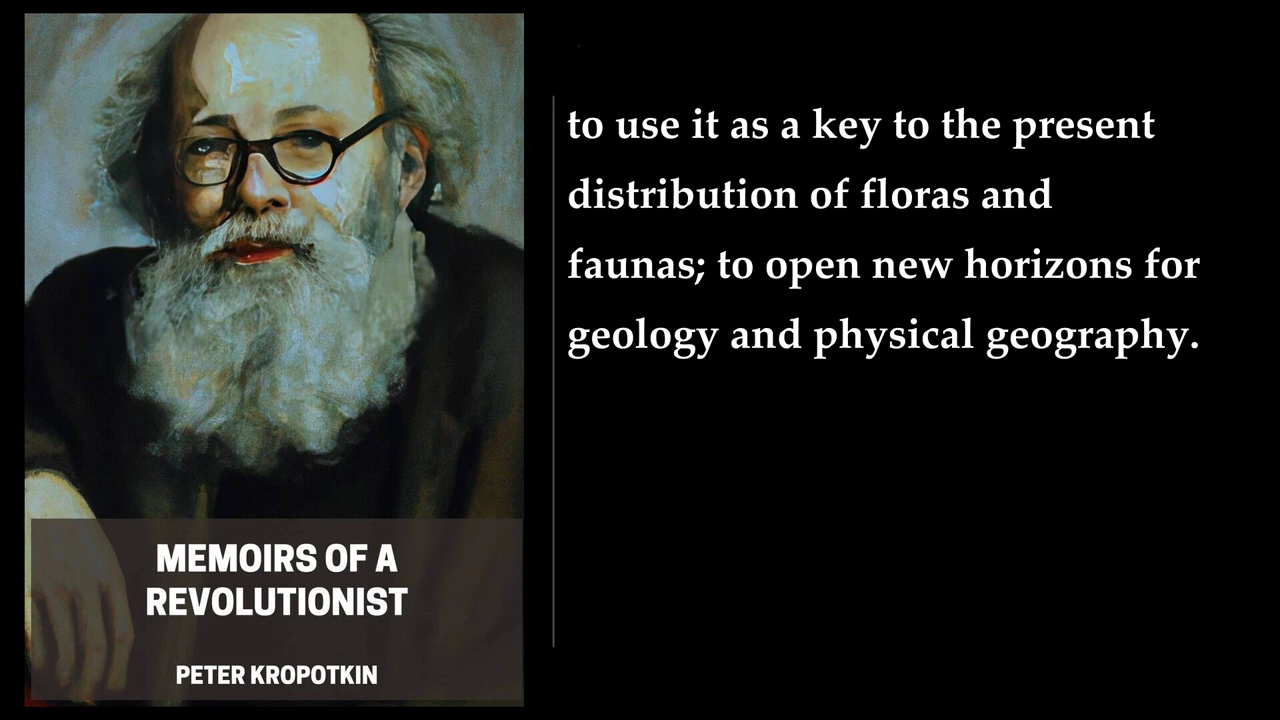 to use it as a key to the present
distribution of floras and
faunas; to open new horizons for
geology and physical geography.
MEMOIRS OF A
REVOLUTIONIST
PETER KROPOTKIN